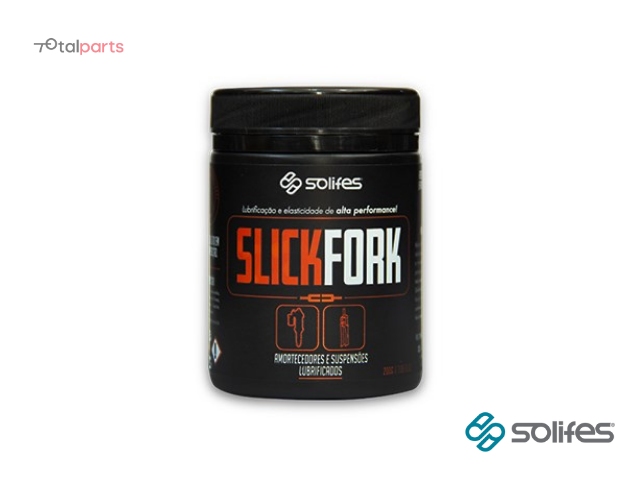 TOtalparts
SOLIFES
lubrificação e elasticidade de alta performance!
SLICKFORK
AMORTECEDORES E SUSPENSÕES
LUBRIFICADOS
SOLIFES